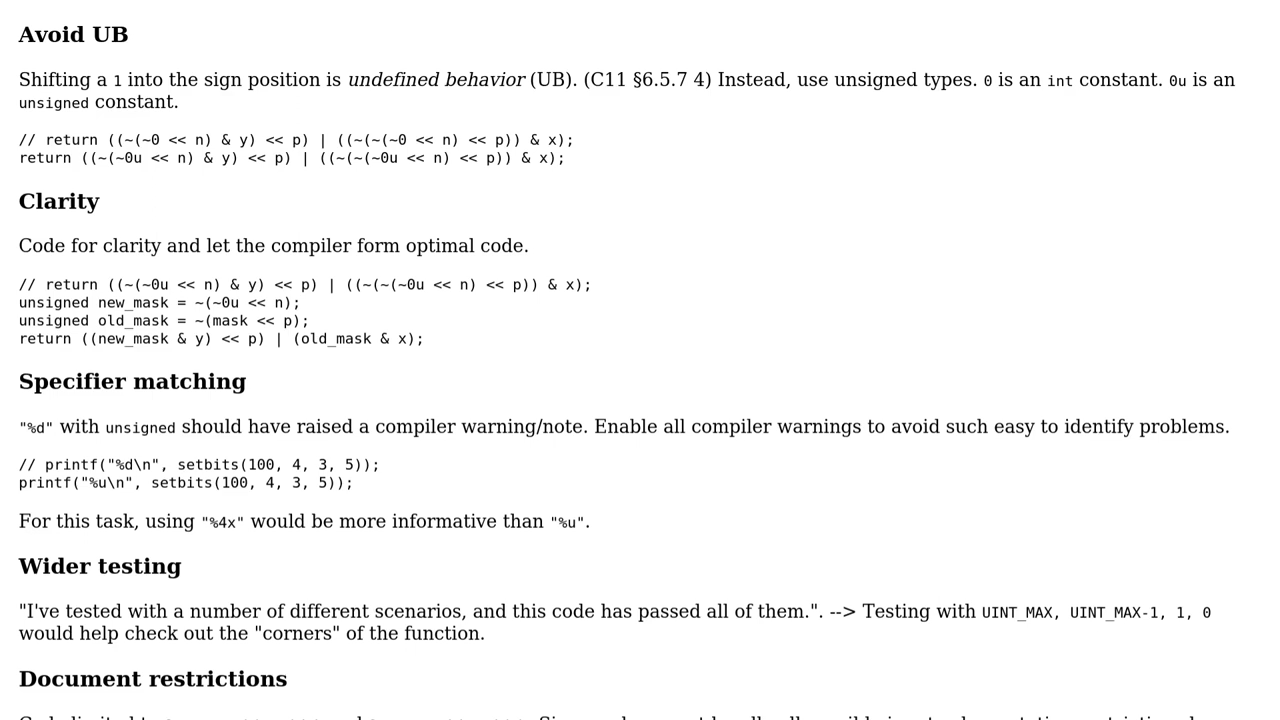 Avoid UB
Shifting a 1 into the sign position is undefined behavior (UB). (C11 §6.5.7 4) Instead, use unsigned types. 0 is an int constant. 0u is an
unsigned constant.
// return ((~(~0 << n) & y) << p) | ((~(~(~0 << n) << p)) & x);
return ((~(~0u << n) & y) << p) | ((~(~(~0u << n) << p)) & x);
Clarity
Code for clarity and let the compiler form optimal code.
// return ((~(~0u << n) & y) << p) | ((~(~(~0u << n) << p)) & x);
unsigned new_mask = ~(~0u << n);
unsigned old_mask = ~(mask << p);
return ((new_mask & y) << p) | (old_mask & x);
Specifier matching
"%d" with unsigned should have raised a compiler warning/note. Enable all compiler warnings to avoid such easy to identify problems.
// printf("%d\n", setbits(100, 4, 3, 5));
printf("%u\n", setbits(100, 4, 3, 5));
For this task, using "%4x" would be more informative than "%u".
Wider testing
"I've tested with a number of different scenarios, and this code has passed all of them.". --> Testing with UINT_MAX, UINT_MAX-1, 1, 0
would help check out the "corners" of the function.
Document restrictions